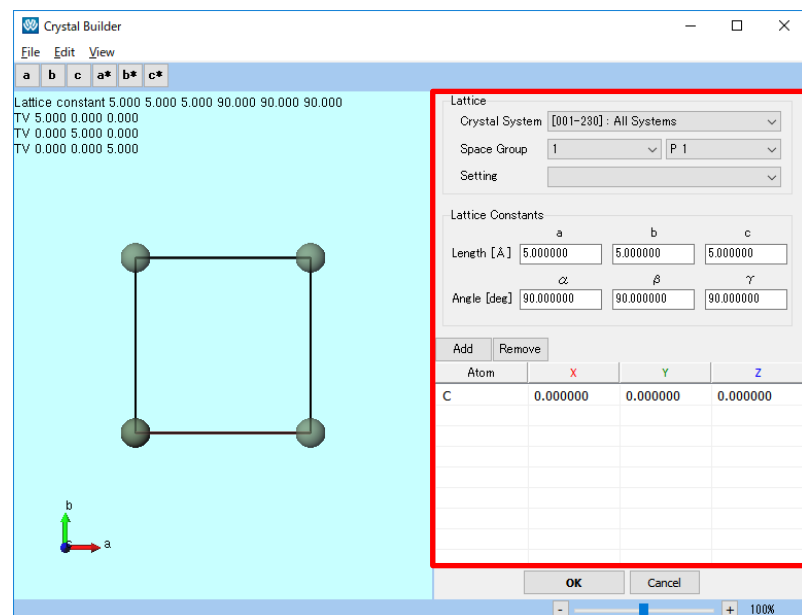 Crystal Builder
File Edit View
a b c a* b* c*
Lattice constant 5.000 5.000 5.000 90.000 90.000 90.000
TV 5.000 0.000 0.000
TV 0.000 5.000 0.000
TV 0.000 0.000 5.000
b
c a
Lattice
Crystal System [001-230] : All Systems
Space Group 1 P 1
Setting
Lattice Constants
a b c
Length [Å] 5.000000 5.000000 5.000000
α β γ
Angle [deg] 90.000000 90.000000 90.000000
Add Remove
Atom X Y Z
C 0.000000 0.000000 0.000000
OK Cancel
- + 100%